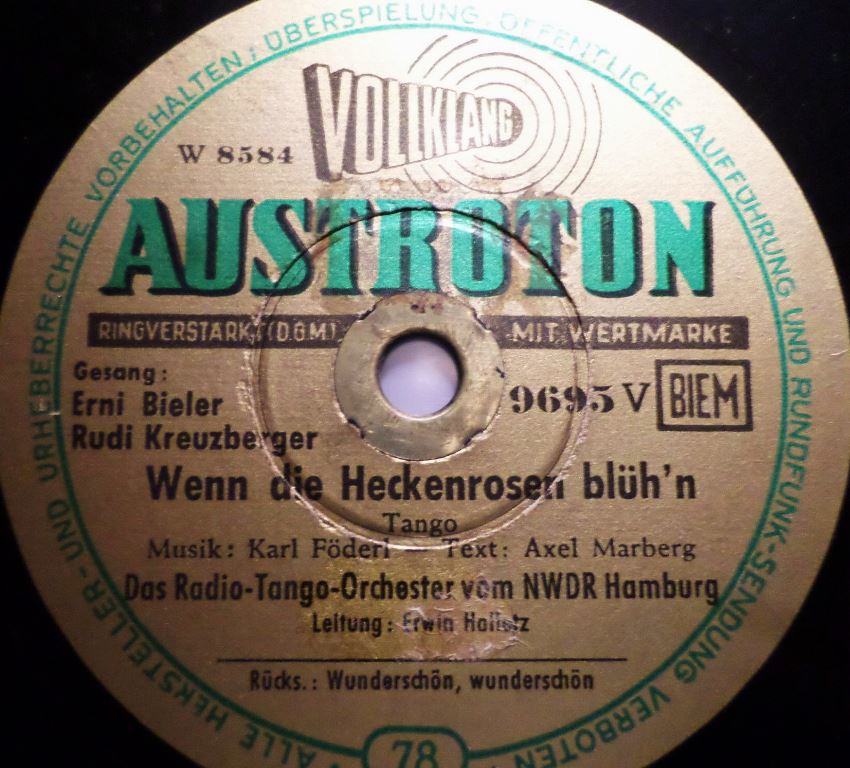 ALLE HERSTELLER- UND URHEBERRECHTE VORBEHALTEN; ÜBERSPIELUNG, ÖFFENTLICHE AUFFÜHRUNG UND RUNDFUNK-SENDUNG VERBOTEN
VOLLKLANG
W 8584
AUSTROTON
RINGVERSTÄRKT (D.G.M.) MIT WERTMARKE
Gesang:
Erni Bieler
9695 V BIEM
Rudi Kreuzberger
Wenn die Heckenrosen blüh'n
Tango
Musik: Karl Föderl — Text: Axel Marberg
Das Radio-Tango-Orchester vom NWDR Hamburg
Leitung: Erwin Halletz
Rücks.: Wunderschön, wunderschön
78